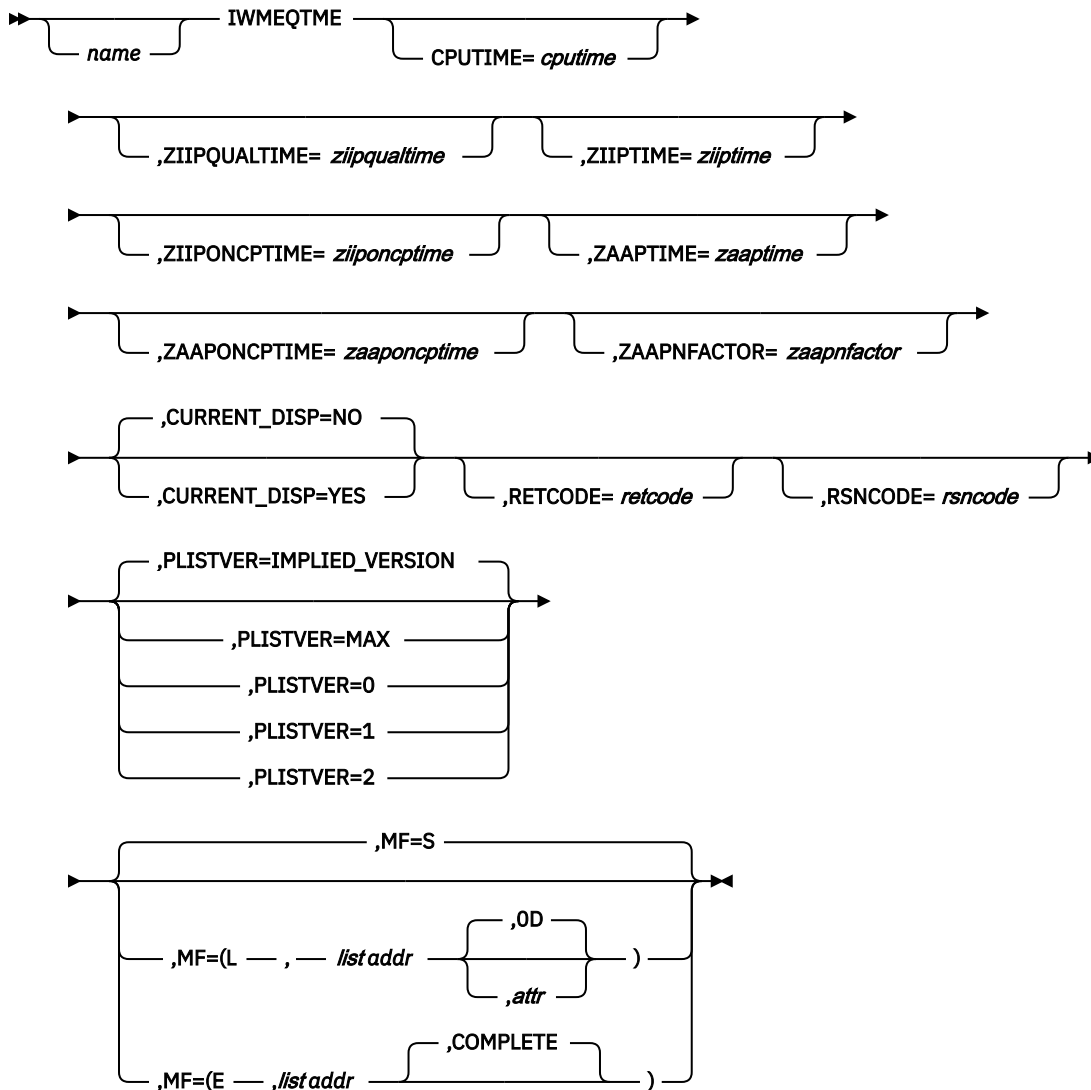 IWMEQTME
name
CPUTIME= cputime
,ZIIPQUALTIME= ziipqualtime
,ZIIPTIME= ziiptime
,ZIIPONCPTIME= ziiponcptime
,ZAAPTIME= zaaptime
,ZAAPONCPTIME= zaaponcptime
,ZAAPNFACTOR= zaapnfactor
,CURRENT_DISP=NO
,CURRENT_DISP=YES
,RETCODE= retcode
,RSNCODE= rsncode
,PLISTVER=IMPLIED_VERSION
,PLISTVER=MAX
,PLISTVER=0
,PLISTVER=1
,PLISTVER=2
,MF=S
,0D
,MF=(L , list addr )
,attr
,COMPLETE
,MF=(E ,list addr )